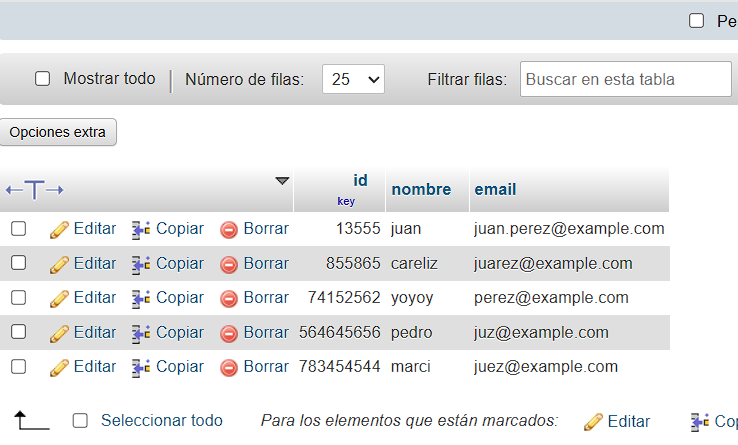 Pe
Mostrar todo Número de filas: 25 Filtrar filas: Buscar en esta tabla
Opciones extra
id nombre email
key
Editar Copiar Borrar 13555 juan juan.perez@example.com
Editar Copiar Borrar 855865 careliz juarez@example.com
Editar Copiar Borrar 74152562 yoyoy perez@example.com
Editar Copiar Borrar 564645656 pedro juz@example.com
Editar Copiar Borrar 783454544 marci juez@example.com
Seleccionar todo Para los elementos que están marcados: Editar Cop